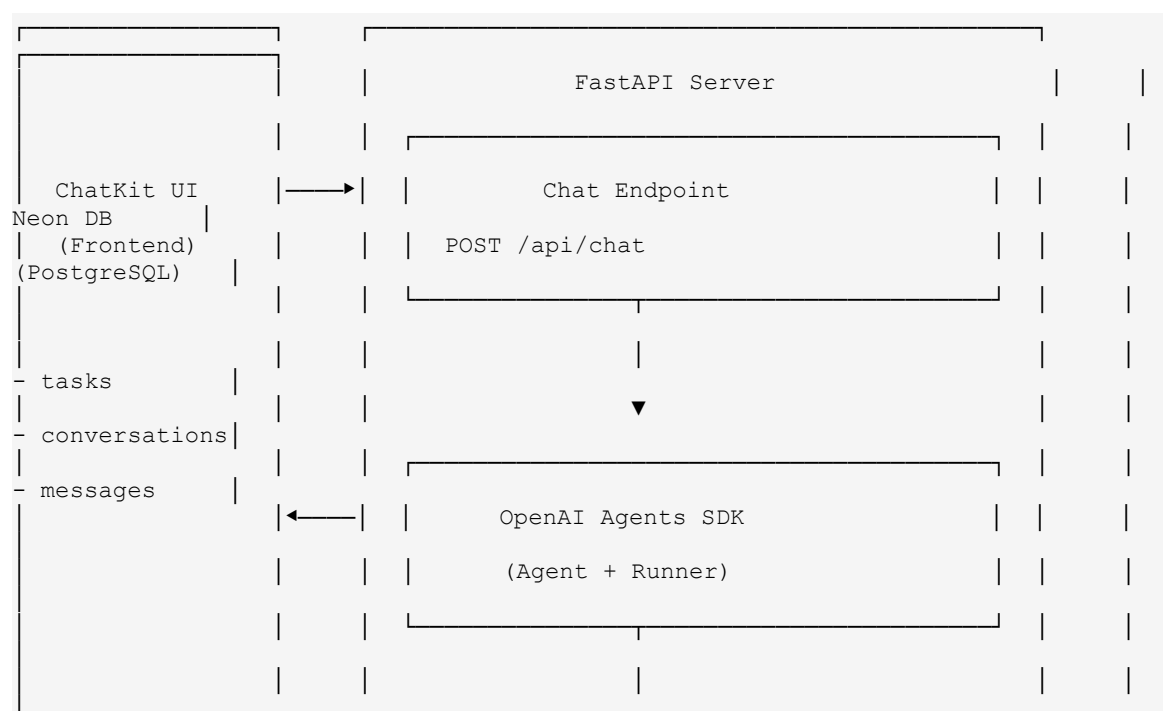 FastAPI Server
ChatKit UI Chat Endpoint
Neon DB
(Frontend) POST /api/chat
(PostgreSQL)
- tasks
- conversations
- messages
OpenAI Agents SDK
(Agent + Runner)